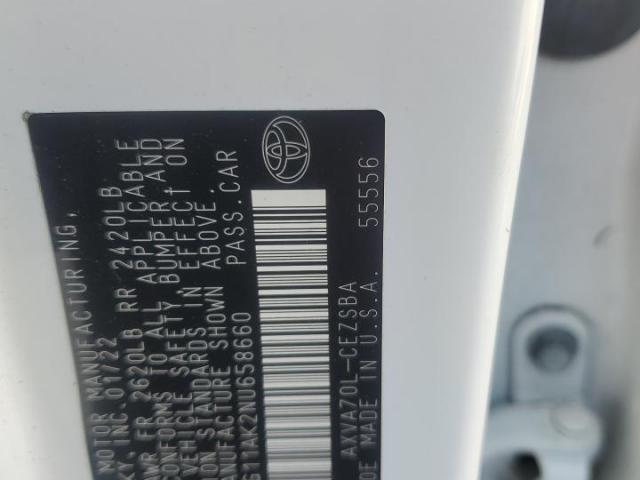 MOTOR MANUFACTURING,
KY, INC. 01/22
FR 2620LB RR 2420LB
CONFORMS TO ALL APPLICABLE
VEHICLE SAFETY, BUMPER, AND
STANDARDS IN EFFECT ON
MANUFACTURE SHOWN ABOVE.
G11AK2NU658660 PASS.CAR
AXVA70L-CEZSBA
MADE IN U.S.A. 55556